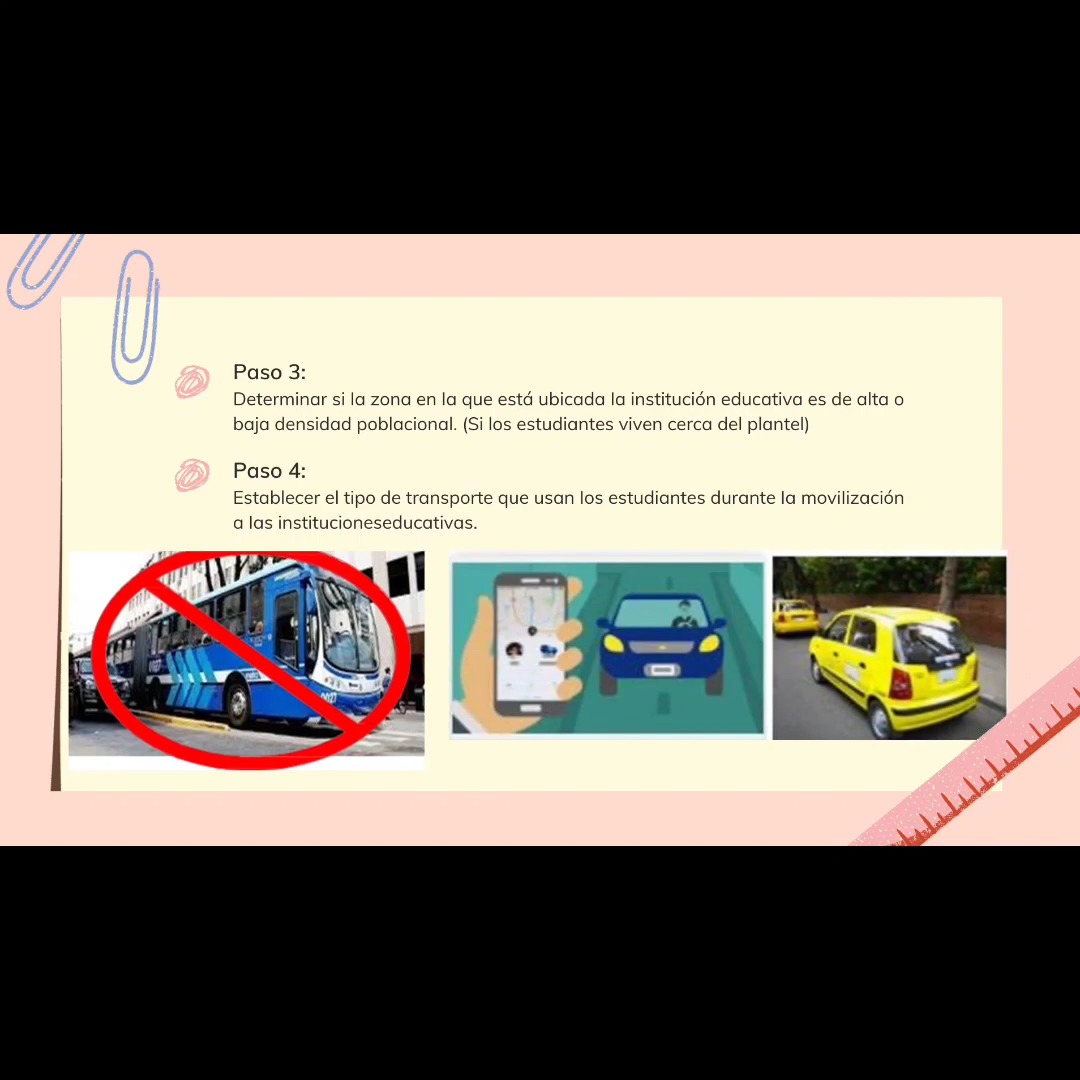 Paso 3:
Determinar si la zona en la que está ubicada la institución educativa es de alta o
baja densidad poblacional. (Si los estudiantes viven cerca del plantel)
Paso 4:
Establecer el tipo de transporte que usan los estudiantes durante la movilización
a las institucioneseducativas.